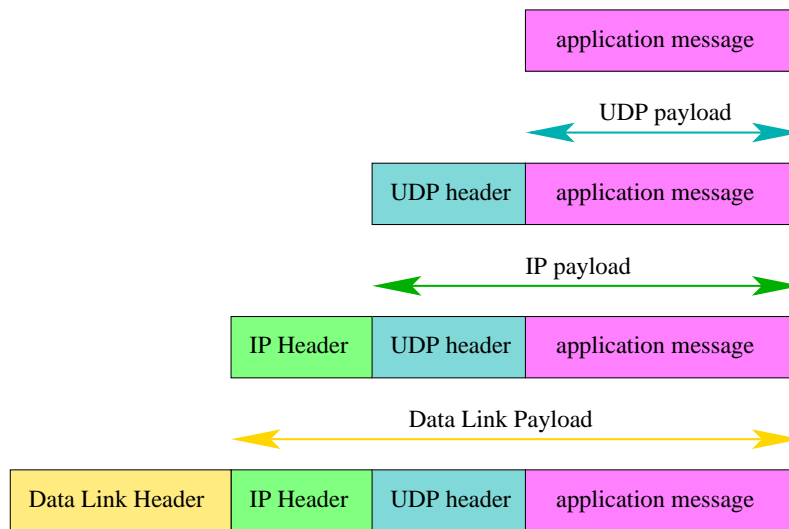 application message
UDP payload
UDP header application message
IP payload
IP Header UDP header application message
Data Link Payload
Data Link Header IP Header UDP header application message